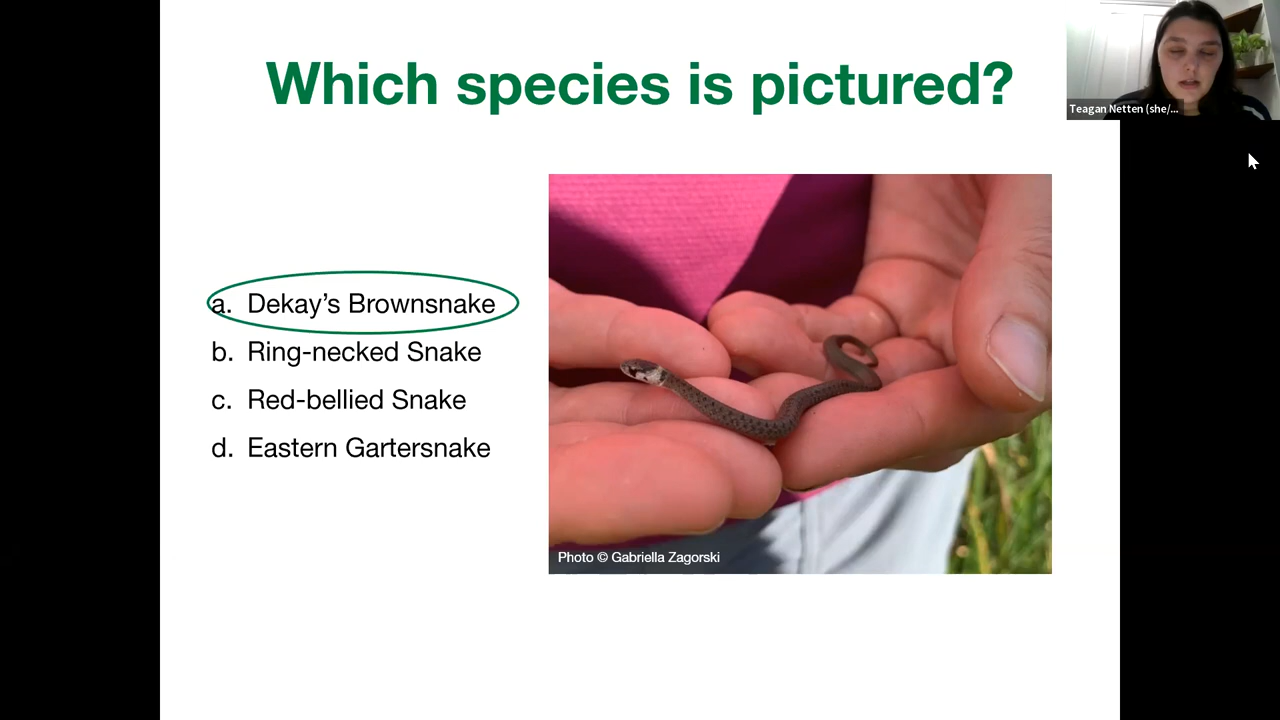 Which species is pictured?
Teagan Netten (she/...
a. Dekay’s Brownsnake
b. Ring-necked Snake
c. Red-bellied Snake
d. Eastern Gartersnake
Photo © Gabriella Zagorski